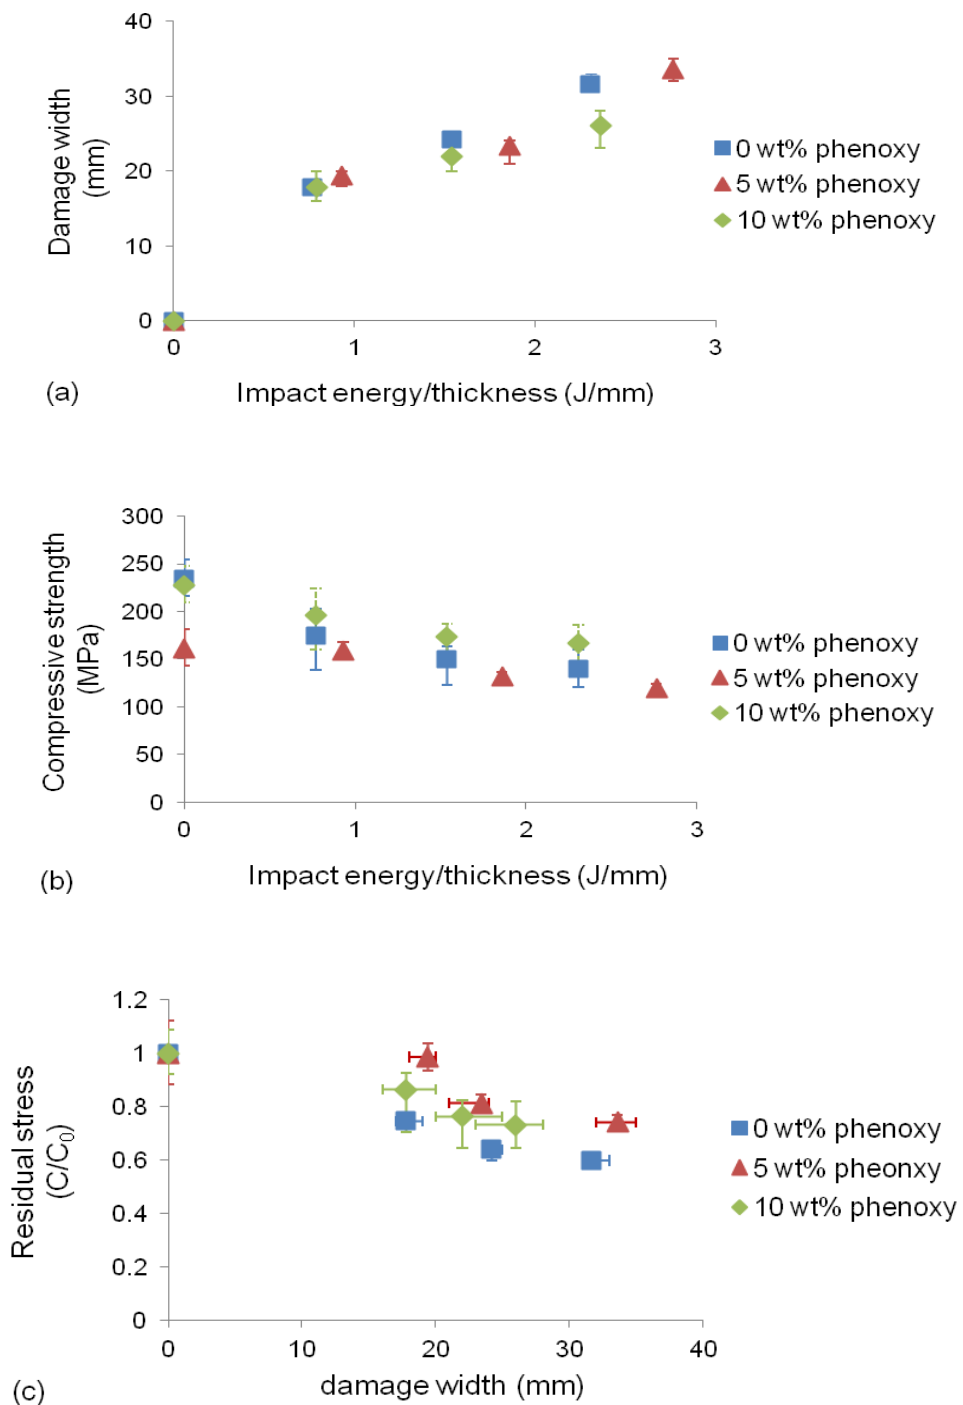 40
30
20
10
0
0 1 2 3
Damage width
(mm)
Impact energy/thickness (J/mm)
0 wt% phenoxy
5 wt% phenoxy
10 wt% phenoxy
(a)
300
250
200
150
100
50
0
0 1 2 3
Compressive strength
(MPa)
Impact energy/thickness (J/mm)
0 wt% phenoxy
5 wt% phenoxy
10 wt% phenoxy
(b)
1.2
1
0.8
0.6
0.4
0.2
0
0 10 20 30 40
Residual stress
(C/C₀)
damage width (mm)
0 wt% phenoxy
5 wt% pheonxy
10 wt% phenoxy
(c)